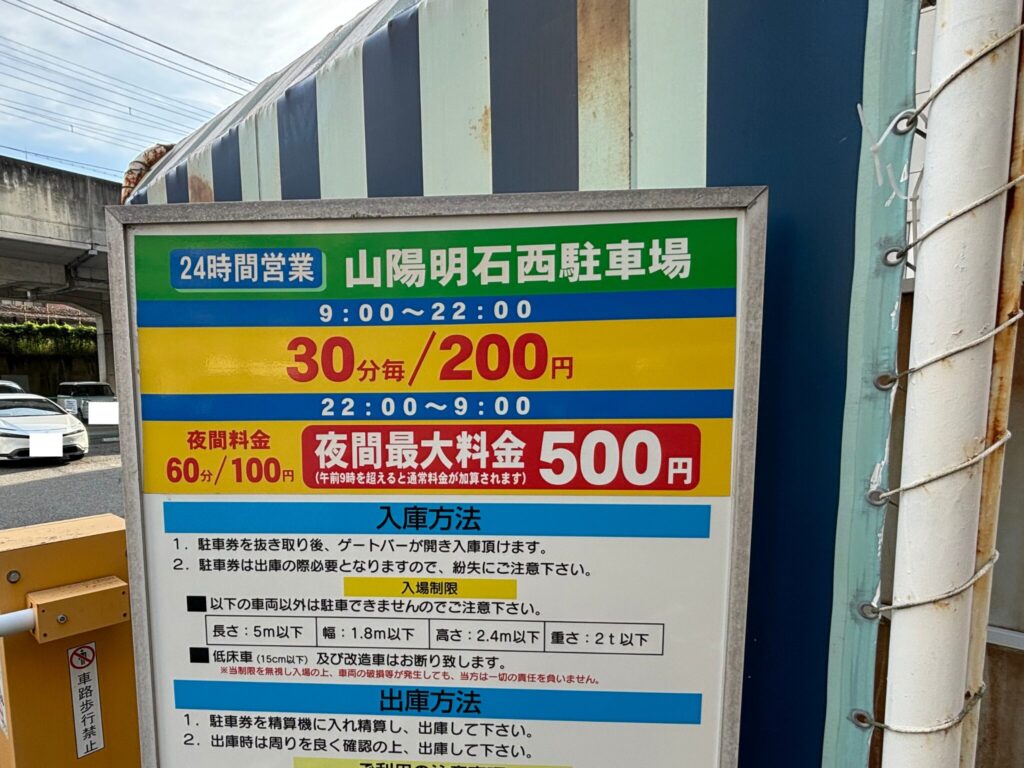 24時間営業 山陽明石西駐車場
9:00～22:00
30分毎/200円
22:00～9:00
夜間料金
60分/100円
夜間最大料金
(午前9時を超えると通常料金が加算されます)
500円
入庫方法
1. 駐車券を抜き取り後、ゲートバーが開き入庫頂けます。
2. 駐車券は出庫の際必要となりますので、紛失にご注意下さい。
入場制限
■以下の車両以外は駐車できませんのでご注意下さい。
長さ:5m以下 幅:1.8m以下 高さ:2.4m以下 重さ:2t以下
■低床車(15cm以下)及び改造車はお断り致します。
※当制限を無視し入場の上、車両の破損等が発生しても、当方は一切の責任を負いません。
出庫方法
1. 駐車券を精算機に入れ精算し、出庫して下さい。
2. 出庫時は周りを良く確認の上、出庫して下さい。
車路歩行禁止